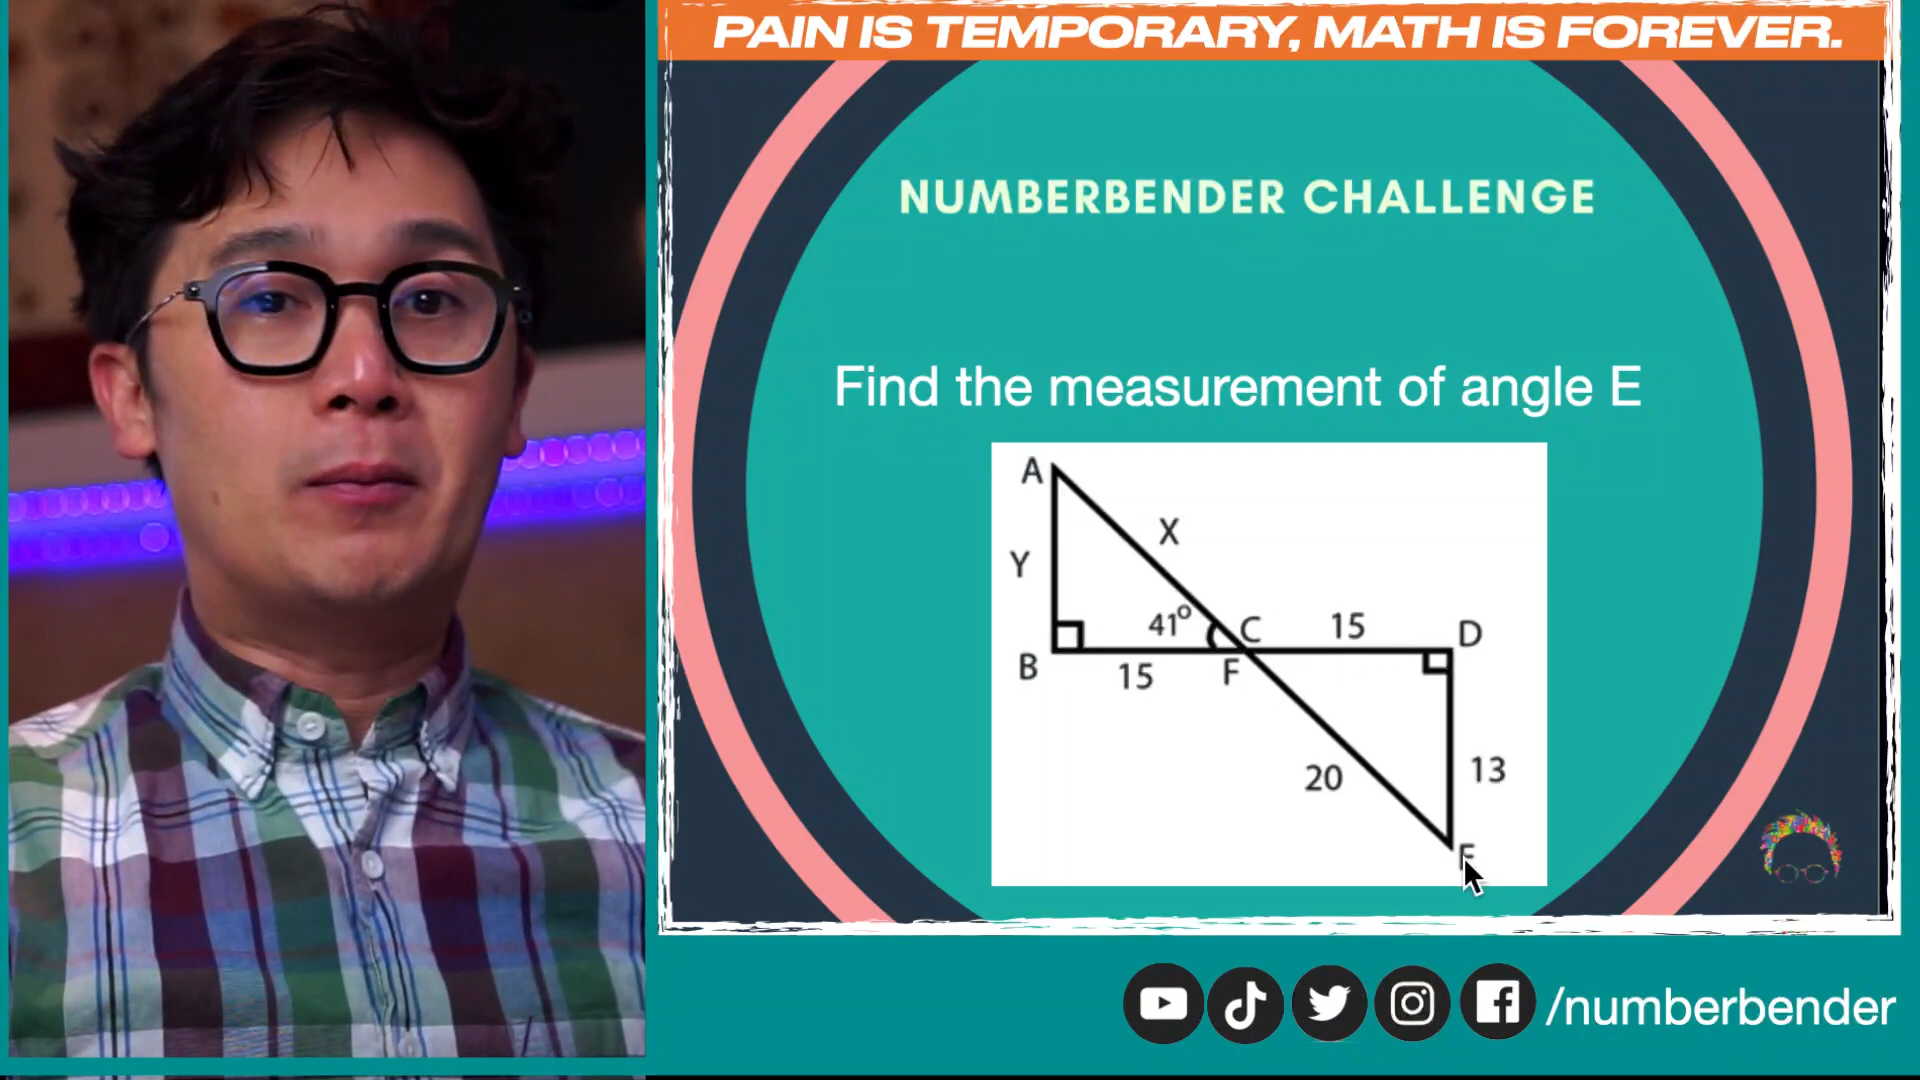 PAIN IS TEMPORARY, MATH IS FOREVER.
NUMBERBENDER CHALLENGE
Find the measurement of angle E
A
X
Y
41° C 15 D
B 15 F
20 13
E
/numberbender